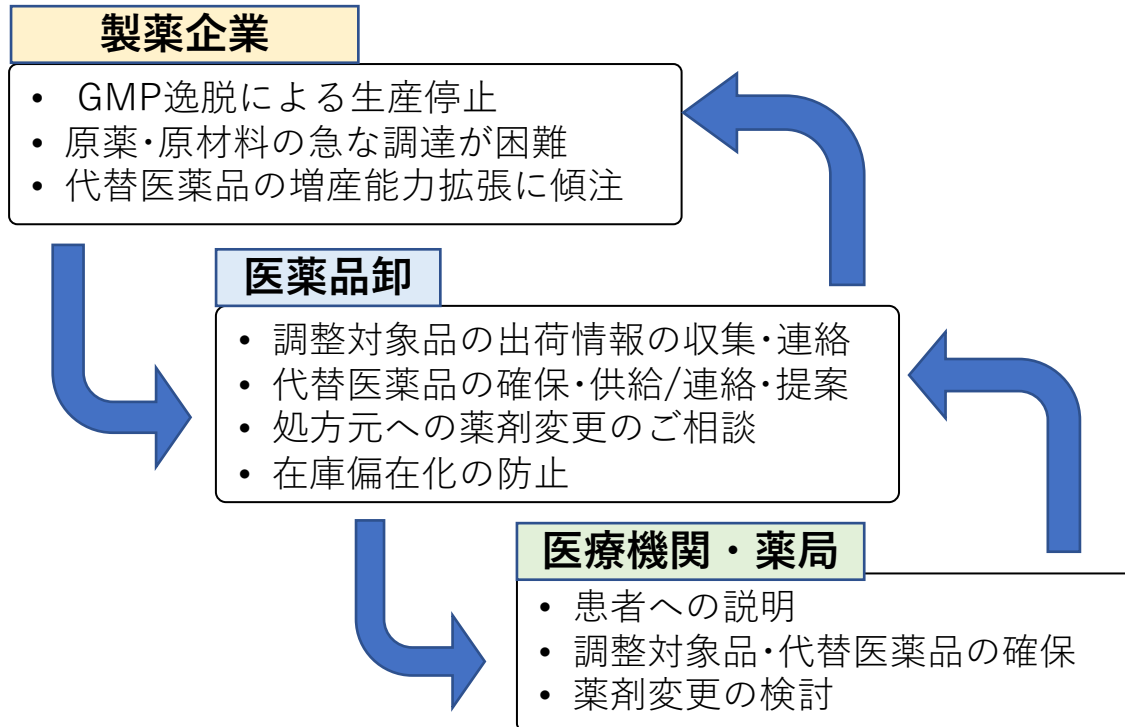 製薬企業
• GMP逸脱による生産停止
• 原薬･原材料の急な調達が困難
• 代替医薬品の増産能力拡張に傾注
医薬品卸
• 調整対象品の出荷情報の収集･連絡
• 代替医薬品の確保･供給/連絡･提案
• 処方元への薬剤変更のご相談
• 在庫偏在化の防止
医療機関・薬局
• 患者への説明
• 調整対象品･代替医薬品の確保
• 薬剤変更の検討